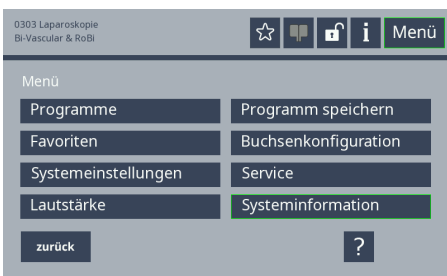 0303 Laparoskopie
Bi-Vascular & RoBi
i
Menü
Menü
Programme
Programm speichern
Favoriten
Buchsenkonfiguration
Systemeinstellungen
Service
Lautstärke
Systeminformation
zurück
?